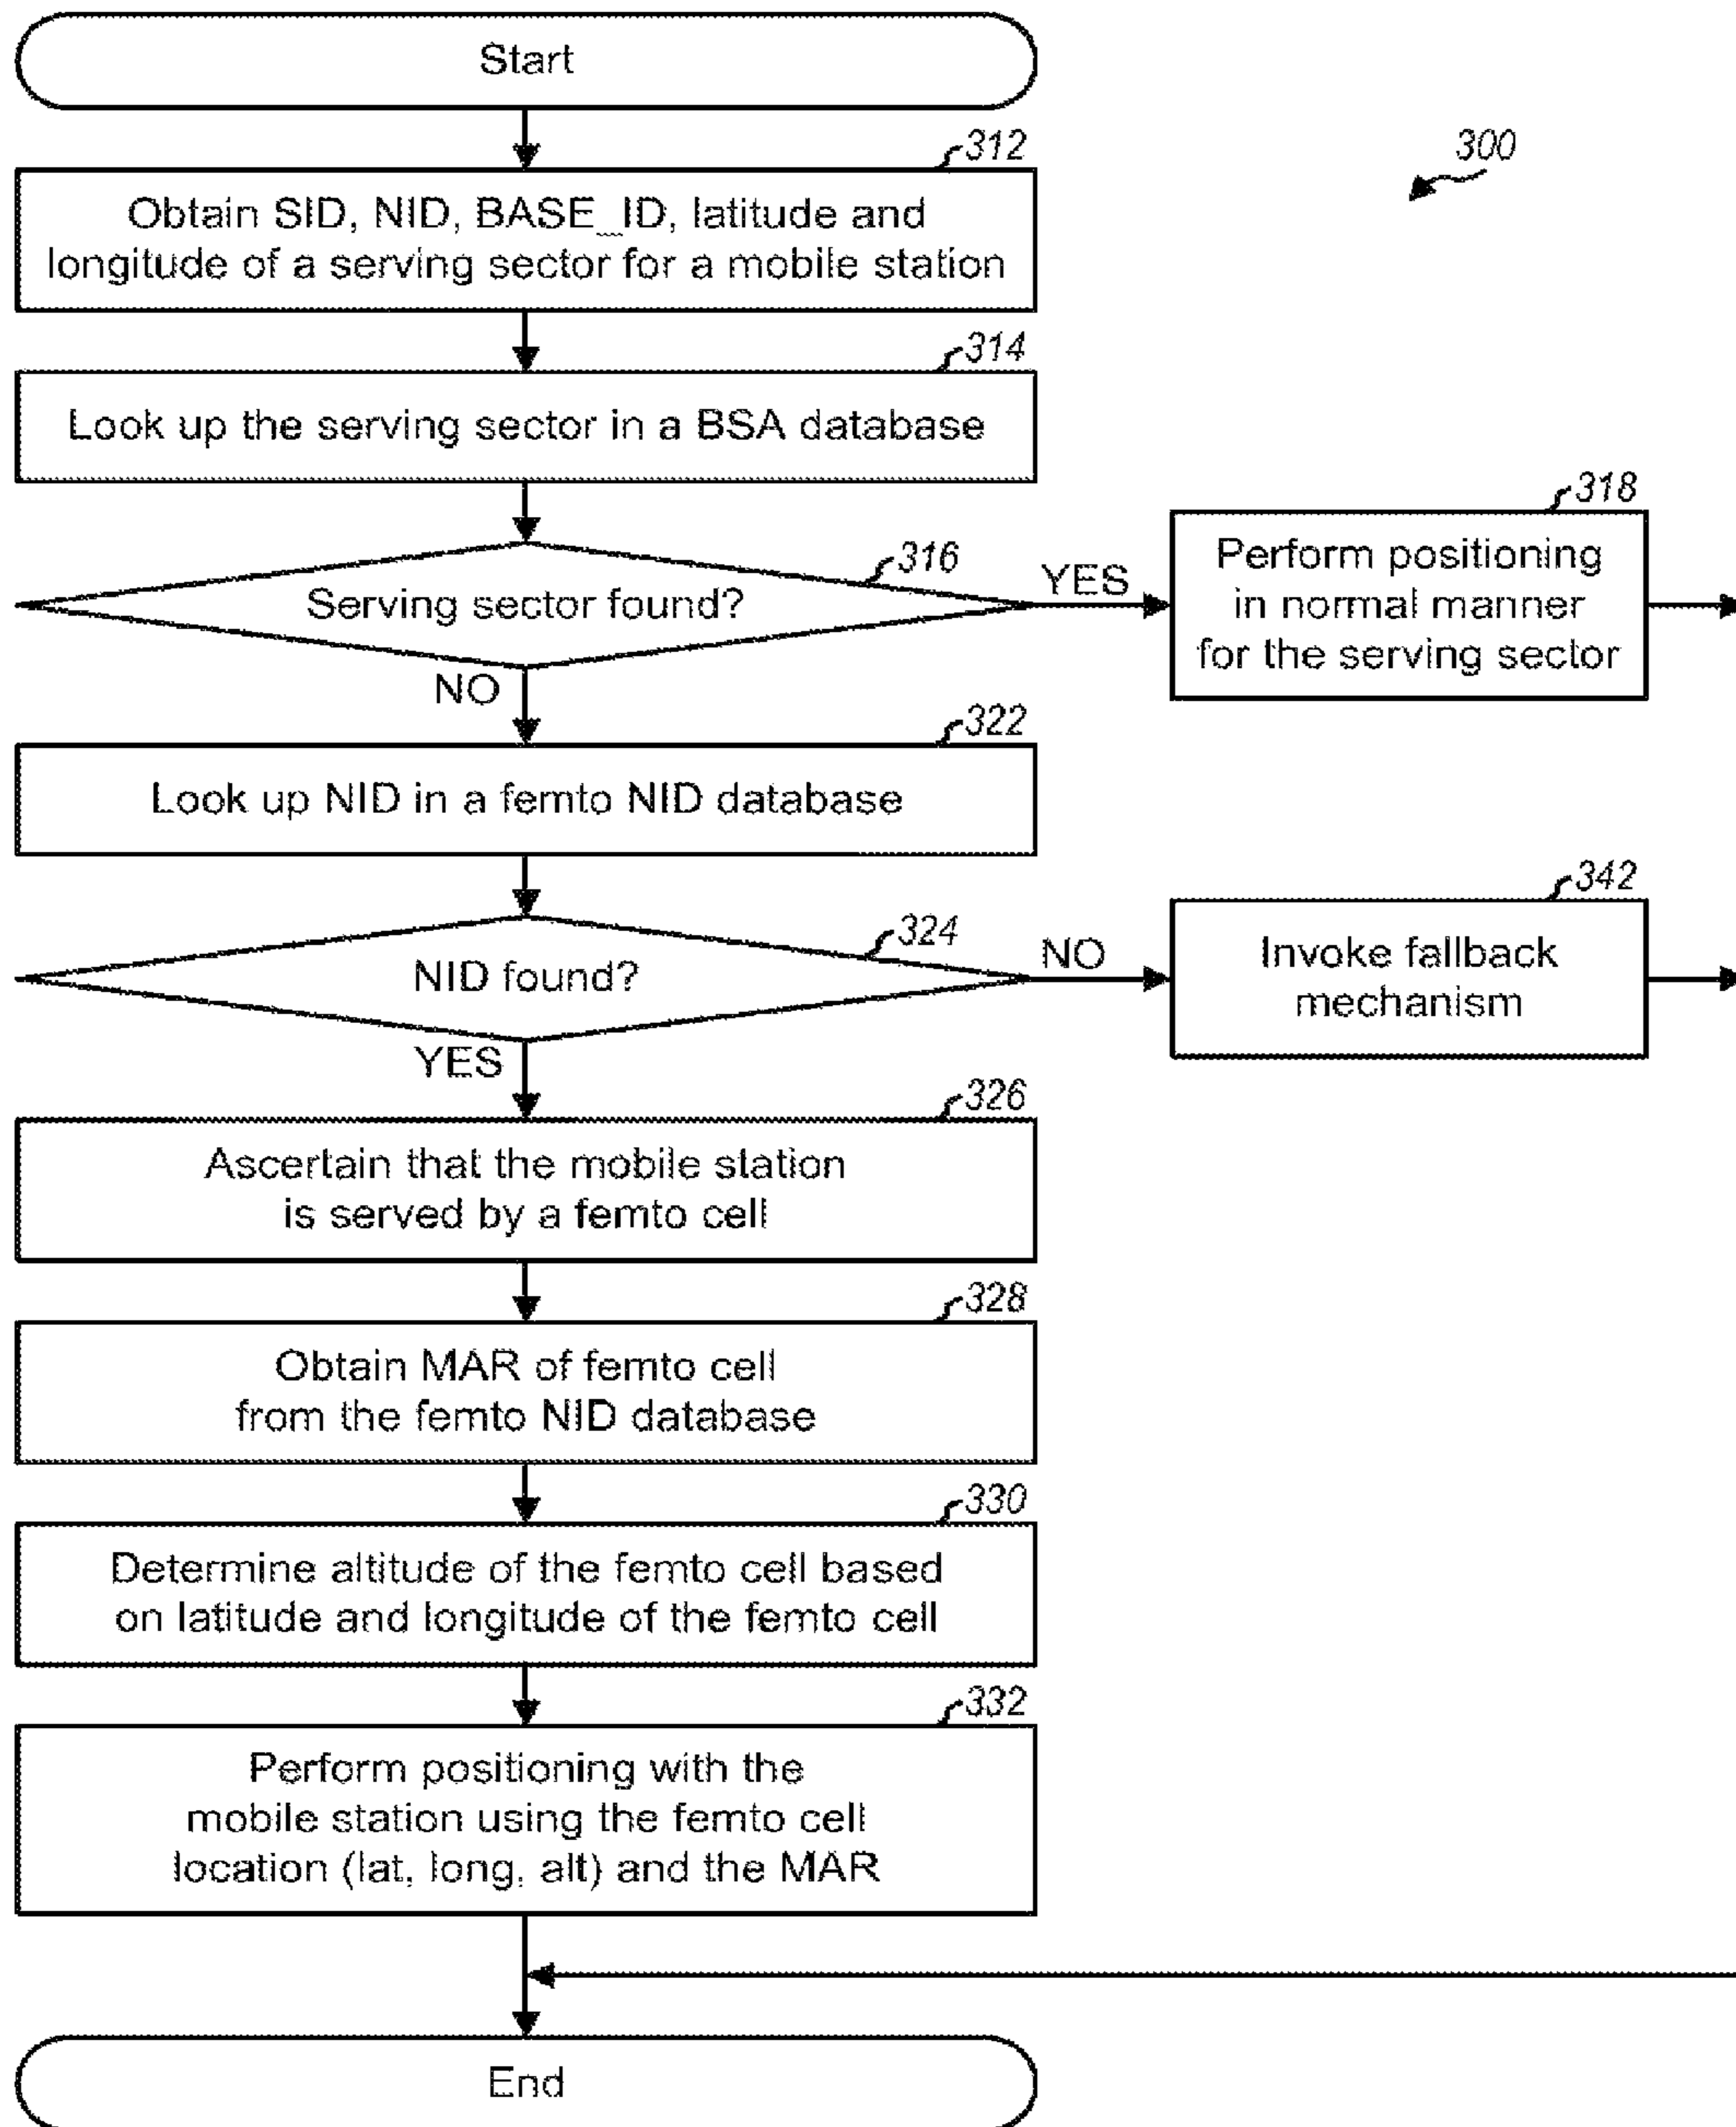 Start
300
312
Obtain SID, NID, BASE_ID, latitude and
longitude of a serving sector for a mobile station
314
Look up the serving sector in a BSA database
316
Serving sector found?
YES
318
Perform positioning
in normal manner
for the serving sector
NO
322
Look up NID in a femto NID database
324
NID found?
NO
342
Invoke fallback
mechanism
YES
326
Ascertain that the mobile station
is served by a femto cell
328
Obtain MAR of femto cell
from the femto NID database
330
Determine altitude of the femto cell based
on latitude and longitude of the femto cell
332
Perform positioning with the
mobile station using the femto cell
location (lat, long, alt) and the MAR
End